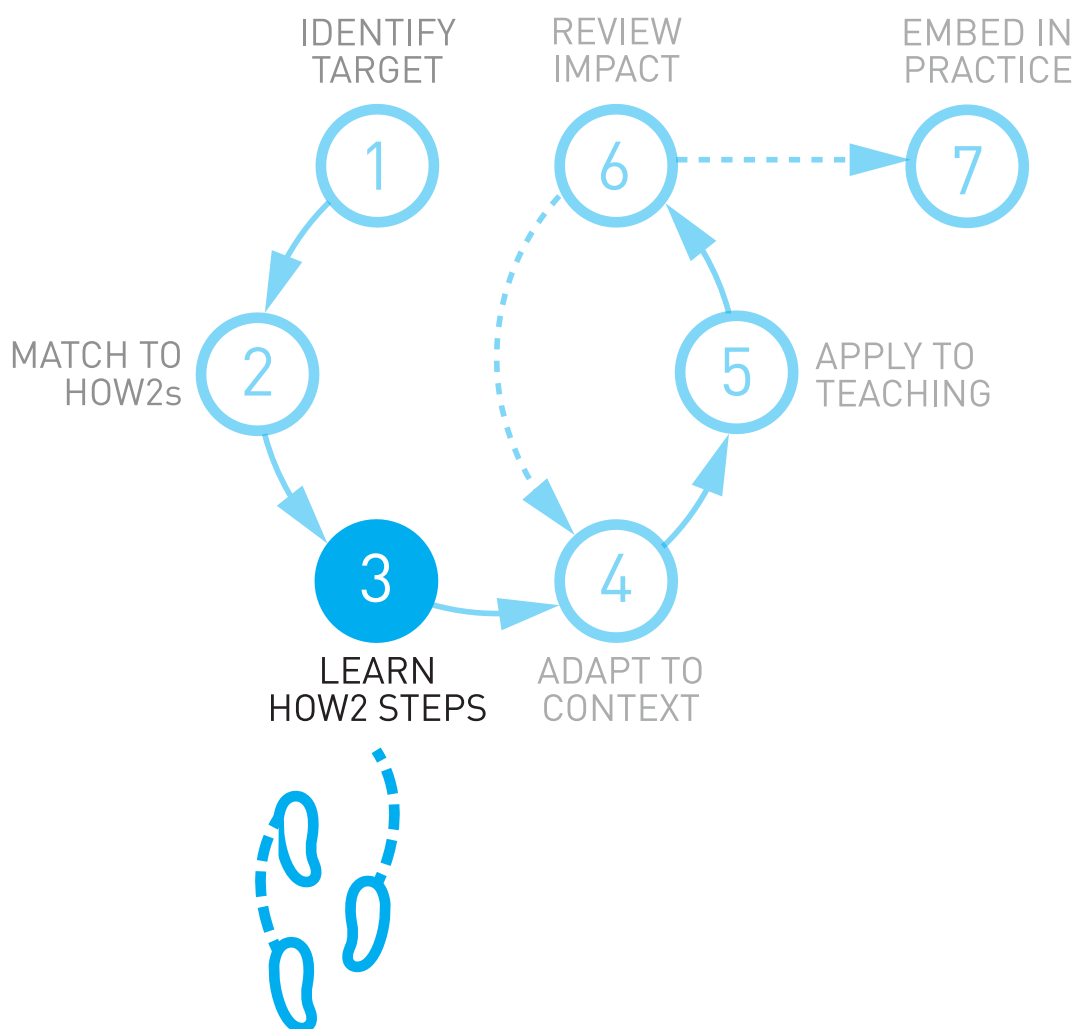 IDENTIFY
TARGET
1
MATCH TO
HOW2s
2
3
LEARN
HOW2 STEPS
4
ADAPT TO
CONTEXT
5
APPLY TO
TEACHING
REVIEW
IMPACT
6
EMBED IN
PRACTICE
7